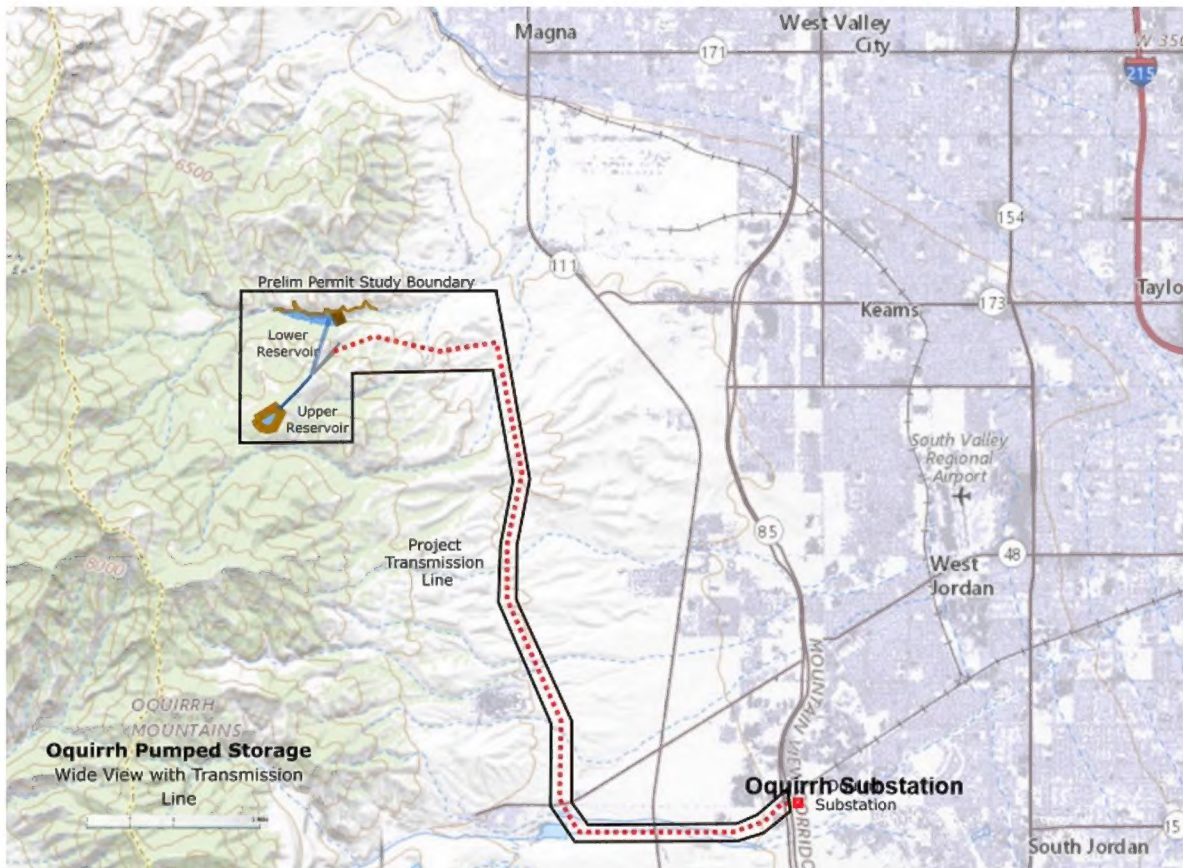 Magna
West Valley
City
171
W 350
215
6500
154
111
Prelim Permit Study Boundary
Taylo
173
Kearns
Lower
Reservoir
Upper
Reservoir
South Valley
Regional
Airport
85
Project
Transmission
Line
48
West
Jordan
8000
MOUNTAIN VIEW CORRIDOR
OQUIRRH
MOUNTAINS
Oquirrh Pumped Storage
Wide View with Transmission
Line
Oquirrh Substation
Substation
15
South Jordan